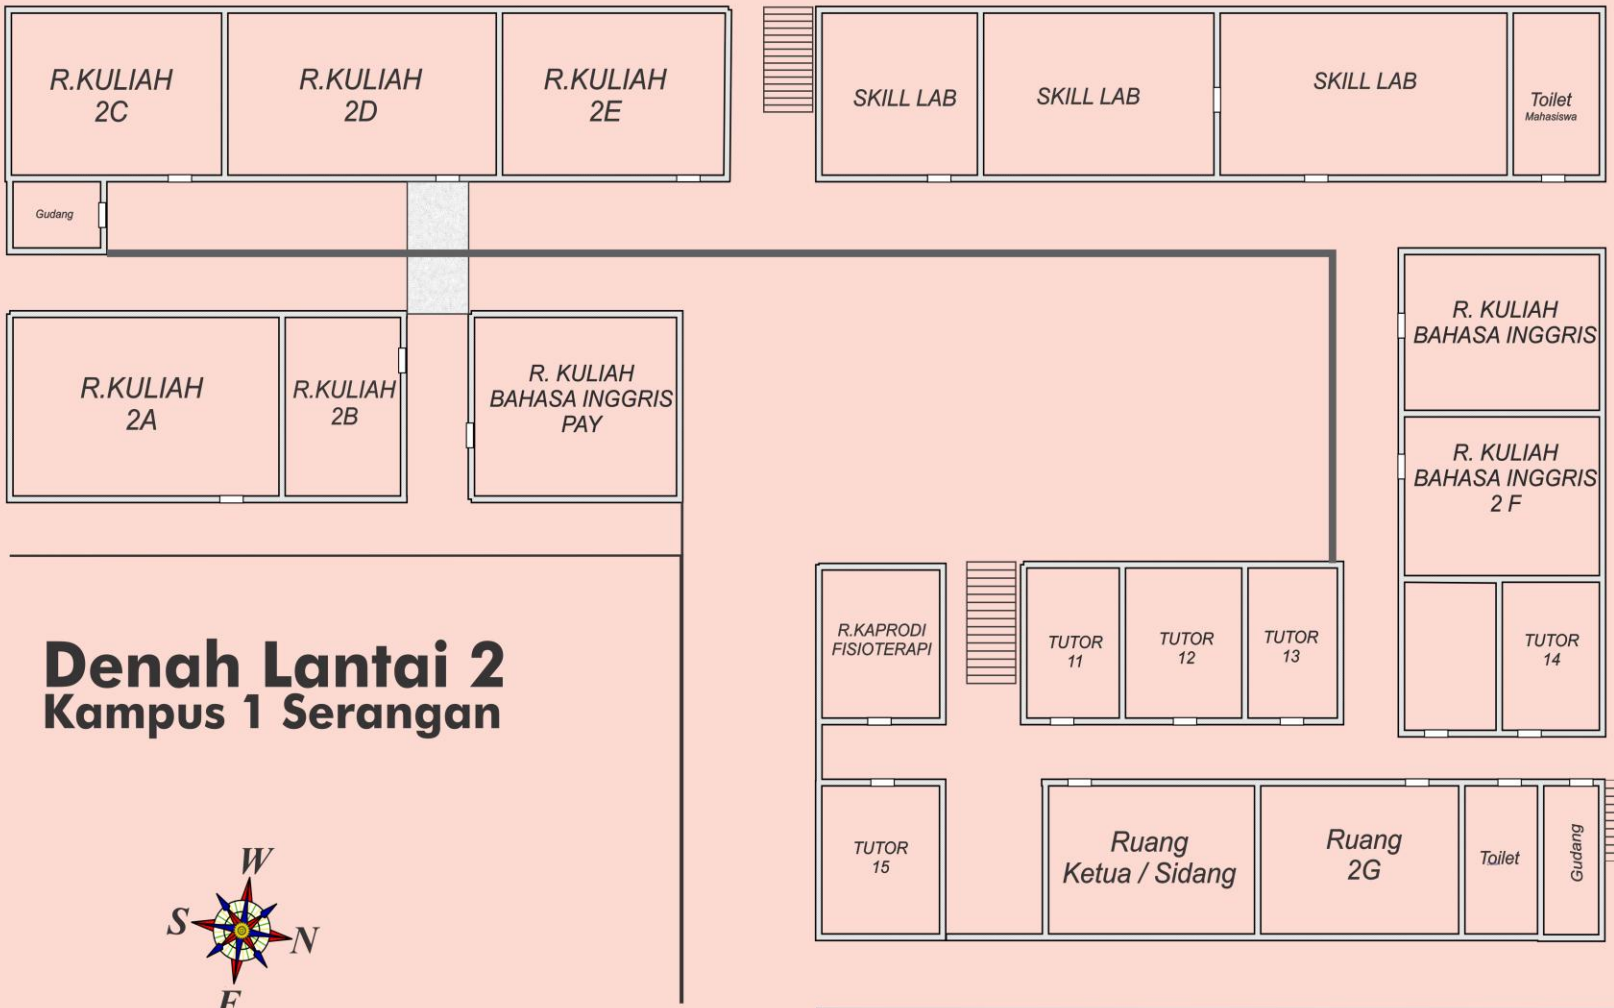 R.KULIAH
2C
R.KULIAH
2D
R.KULIAH
2E
SKILL LAB
SKILL LAB
SKILL LAB
Toilet
Mahasiswa
Gudang
R.KULIAH
2A
R.KULIAH
2B
R. KULIAH
BAHASA INGGRIS
PAY
R. KULIAH
BAHASA INGGRIS
R. KULIAH
BAHASA INGGRIS
2 F
R.KAPRODI
FISIOTERAPI
TUTOR
11
TUTOR
12
TUTOR
13
TUTOR
14
Denah Lantai 2
Kampus 1 Serangan
TUTOR
15
Ruang
Ketua / Sidang
Ruang
2G
Toilet
Gudang
W
S
N
E